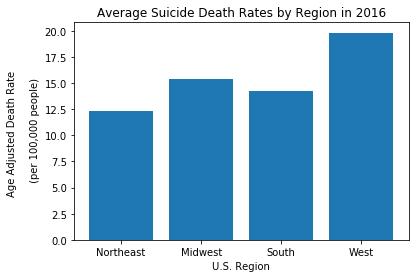 Average Suicide Death Rates by Region in 2016
Age Adjusted Death Rate
(per 100,000 people)
20.0
17.5
15.0
12.5
10.0
7.5
5.0
2.5
0.0
Northeast Midwest South West
U.S. Region